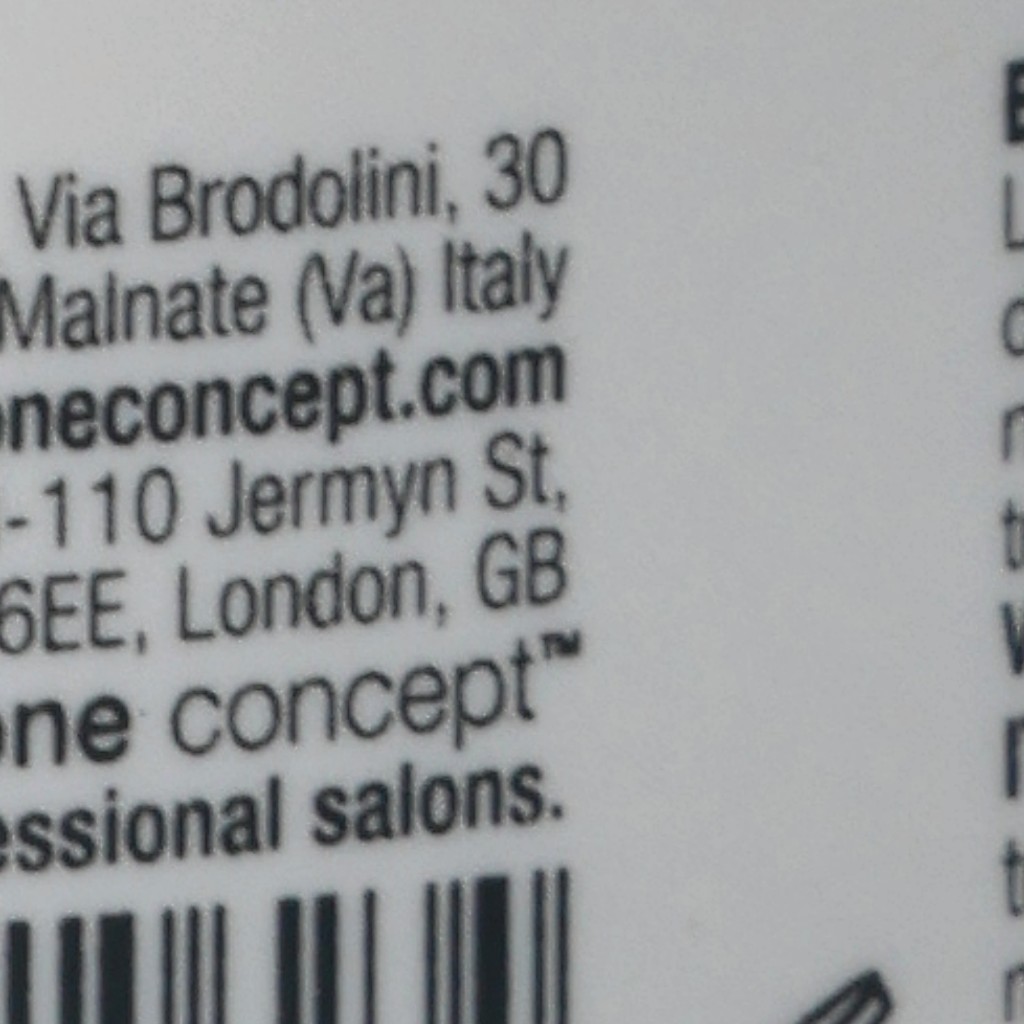 Via Brodolini, 30
Malnate (Va) Italy
oneconcept.com
-110 Jermyn St,
6EE, London, GB
one concept™
essional salons.